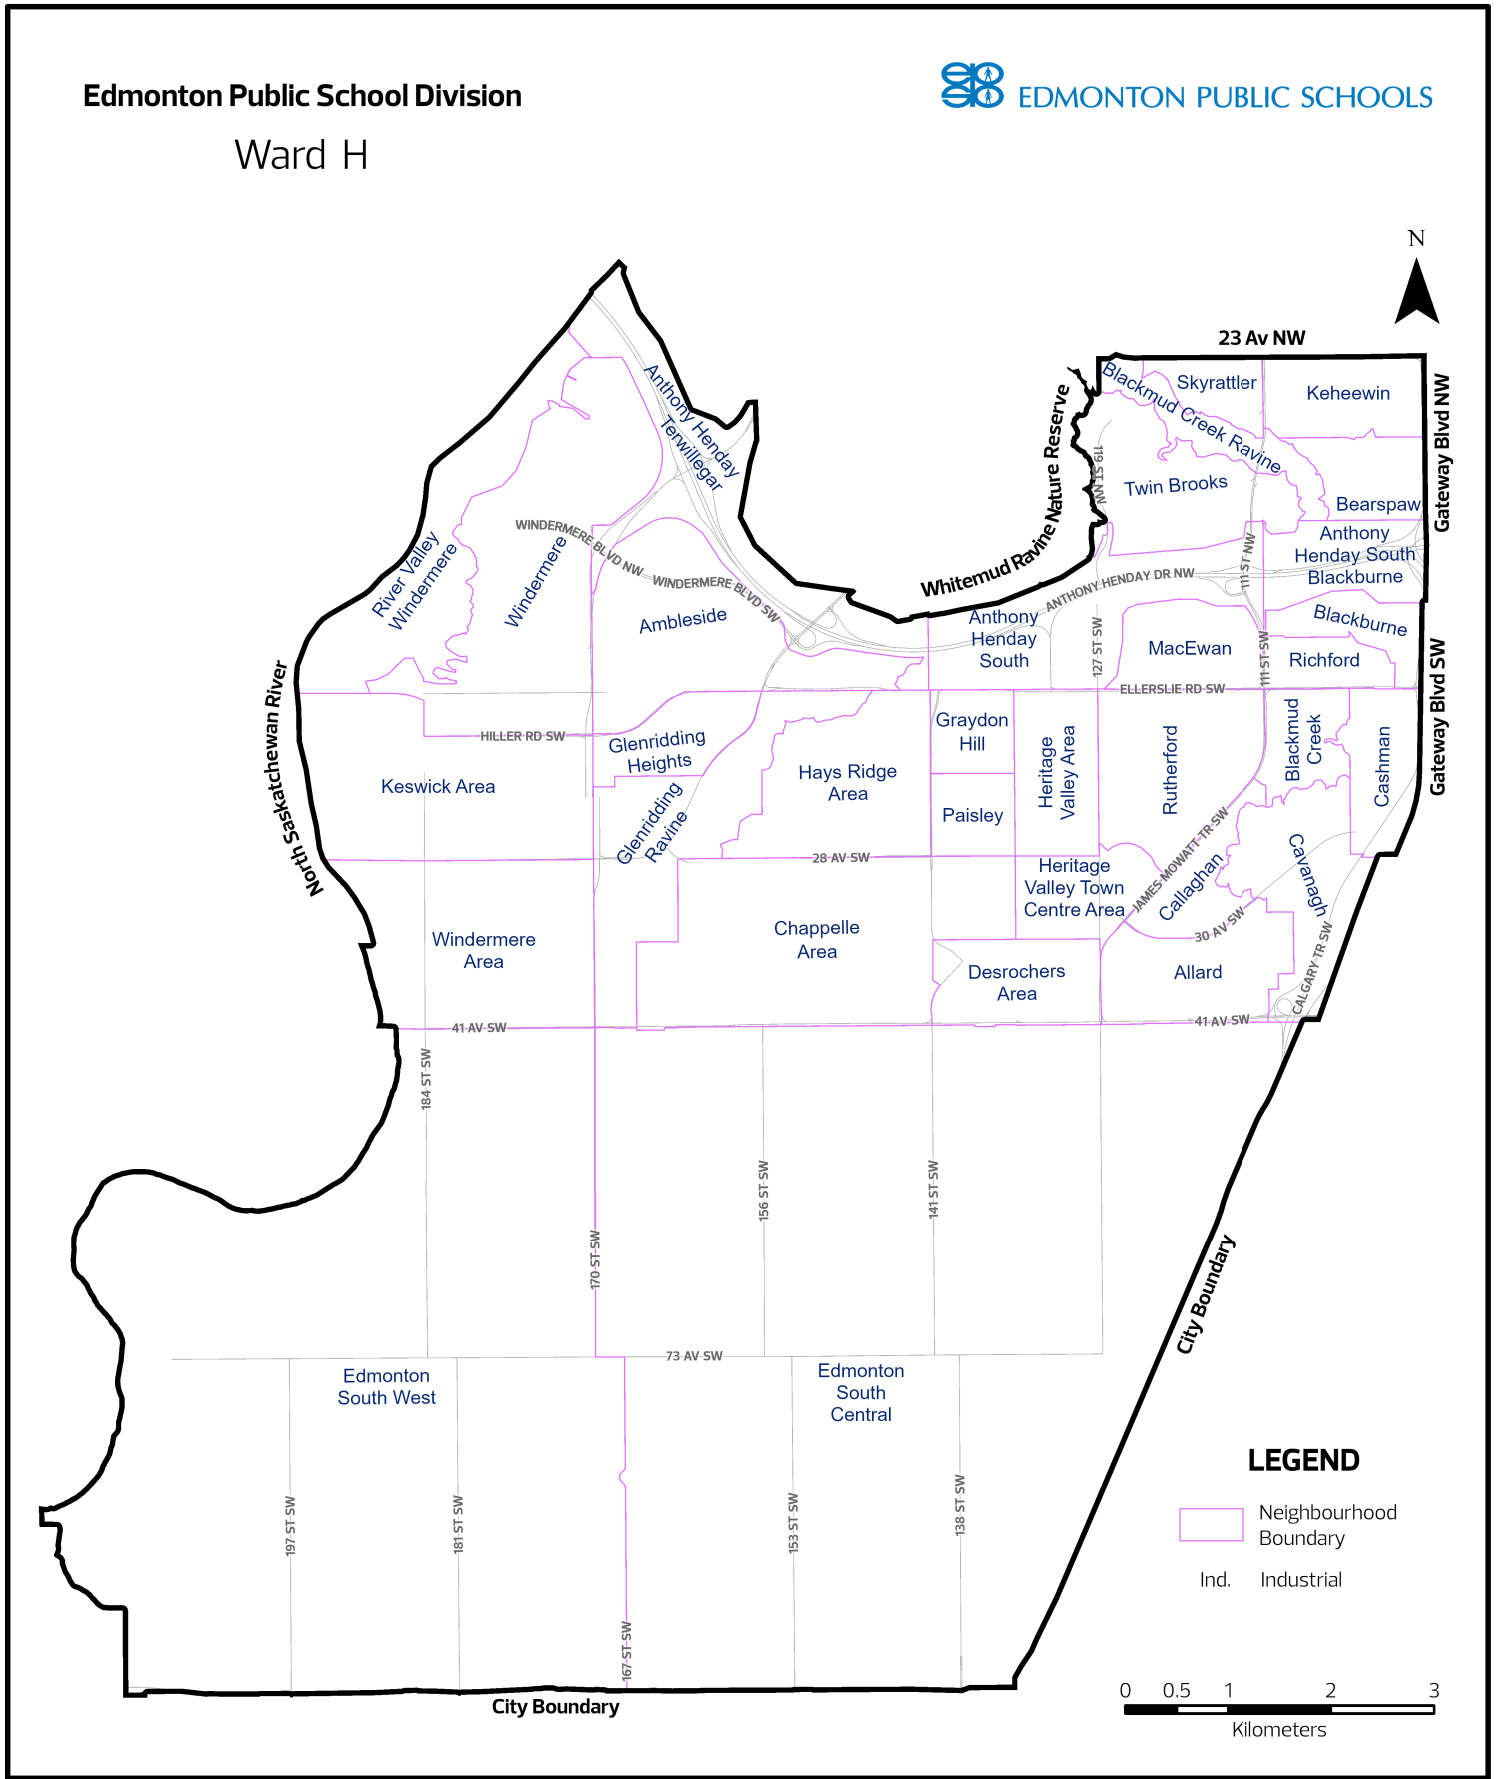 Edmonton Public School Division
Ward H
EDMONTON PUBLIC SCHOOLS
N
23 Av NW
Gateway Blvd NW
Gateway Blvd SW
Whitemud Ravine Nature Reserve
North Saskatchewan River
City Boundary
City Boundary
Anthony Henday
Terwillegar
Blackmud Creek Ravine
Skyrattler
Keheewin
119 ST NW
Twin Brooks
Bearspaw
Anthony
Henday South
Blackburne
111 ST NW
ANTHONY HENDAY DR NW
Blackburne
River Valley
Windermere
Windermere
WINDERMERE BLVD NW
WINDERMERE BLVD SW
Ambleside
Anthony
Henday
South
127 ST SW
MacEwan
111 ST SW
Richford
ELLERSLIE RD SW
HILLER RD SW
Glenridding
Heights
Keswick Area
Glenridding
Ravine
Hays Ridge
Area
Graydon
Hill
Paisley
Heritage
Valley Area
Rutherford
Blackmud
Creek
Cashman
JAMES MOWATT TR SW
28 AV SW
Heritage
Valley Town
Centre Area
Callaghan
Cavanagh
30 AV SW
Windermere
Area
Chappelle
Area
Desrochers
Area
Allard
CALGARY TR SW
41 AV SW
41 AV SW
184 ST SW
170 ST SW
156 ST SW
141 ST SW
73 AV SW
Edmonton
South West
Edmonton
South
Central
197 ST SW
181 ST SW
167 ST SW
153 ST SW
138 ST SW
LEGEND
Neighbourhood
Boundary
Ind. Industrial
0 0.5 1 2 3
Kilometers